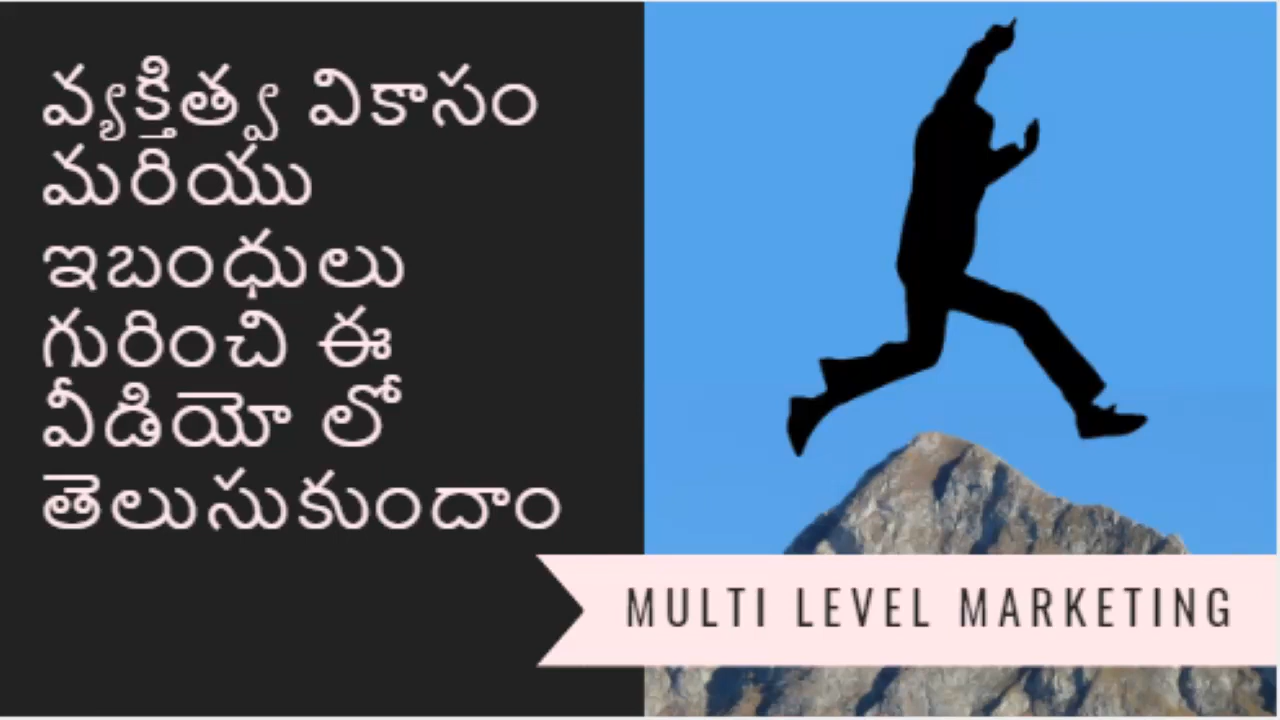 వ్యక్తిత్వ వికాసం
మరియు
ఇబంధులు
గురించి ఈ
వీడియో లో
తెలుసుకుందాం
MULTI LEVEL MARKETING